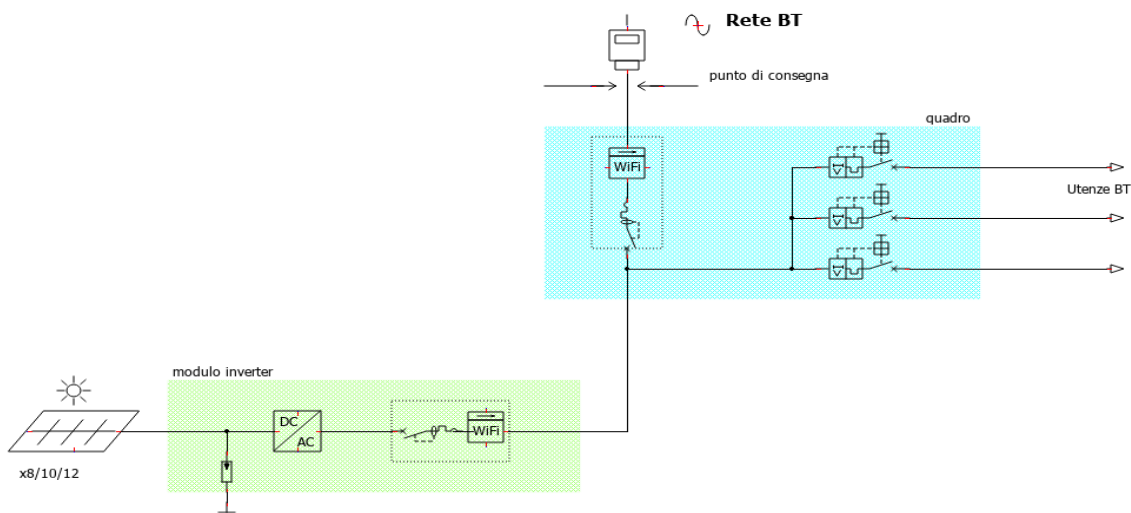 Rete BT
punto di consegna
quadro
WiFi
Utenze BT
modulo inverter
DC
AC
WiFi
x8/10/12